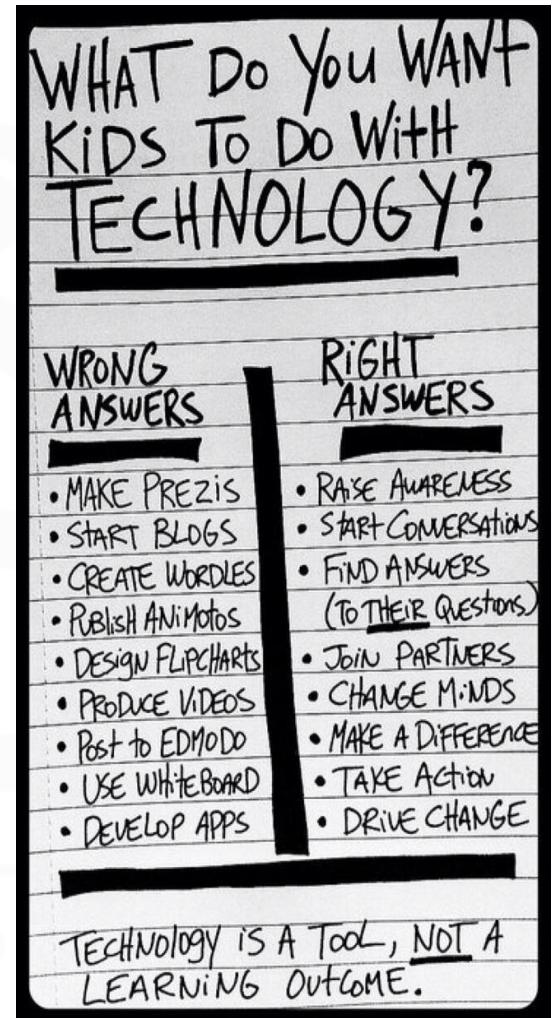 WHAT DO YOU WANT
KiDS TO DO WitH
TECHNOLOGY?
WRONG
ANSWERS
• MAKE PREZiS
• START BLOGS
• CREATE WORDLES
• PUBLISH ANiMOtOS
• DESIGN FLiPCHARtS
• PRODUCE ViDEOS
• POSt to EDMODO
• USE WHitEBOARD
• DEVELOP APPS
RiGHT
ANSWERS
• RAiSE AWARENESS
• StARt CONVERSAtiONS
• FiND ANSWERS
(TO THEiR QUEStiONS)
• JOiN PARTNERS
• CHANGE MiNDS
• MAKE A DiFFERENCE
• TAKE ACtiON
• DRiVE CHANGE
TECHNOlOgY iS A TOOL, NOT A
LEARNiNG OUtCOME.